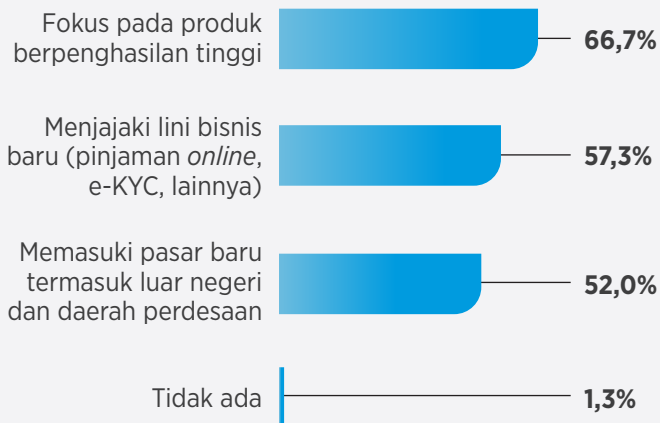 Fokus pada produk
berpenghasilan tinggi
66,7%
Menjajaki lini bisnis
baru (pinjaman online,
e-KYC, lainnya)
57,3%
Memasuki pasar baru
termasuk luar negeri
dan daerah perdesaan
52,0%
Tidak ada
1,3%